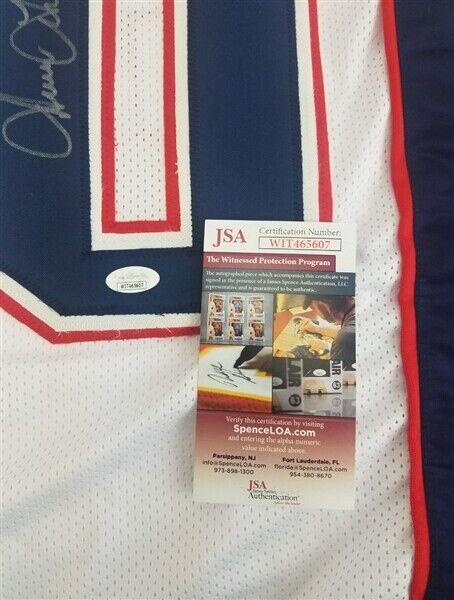 JSA
Certification Number:
WIT465607
The Witnessed Protection Program
The autographed piece which accompanies this certificate was
signed in the presence of a James Spence Authentication, LLC
representative and is guaranteed to be authentic.
Verify this certification by visiting
SpenceLOA.com
and entering the alpha-numeric
value indicated above.
Parsippany, NJ
info@SpenceLOA.com
973-898-1300
Fort Lauderdale, FL
florida@SpenceLOA.com
954-380-8670
JSA
James Spence
Authentication
WIT465607